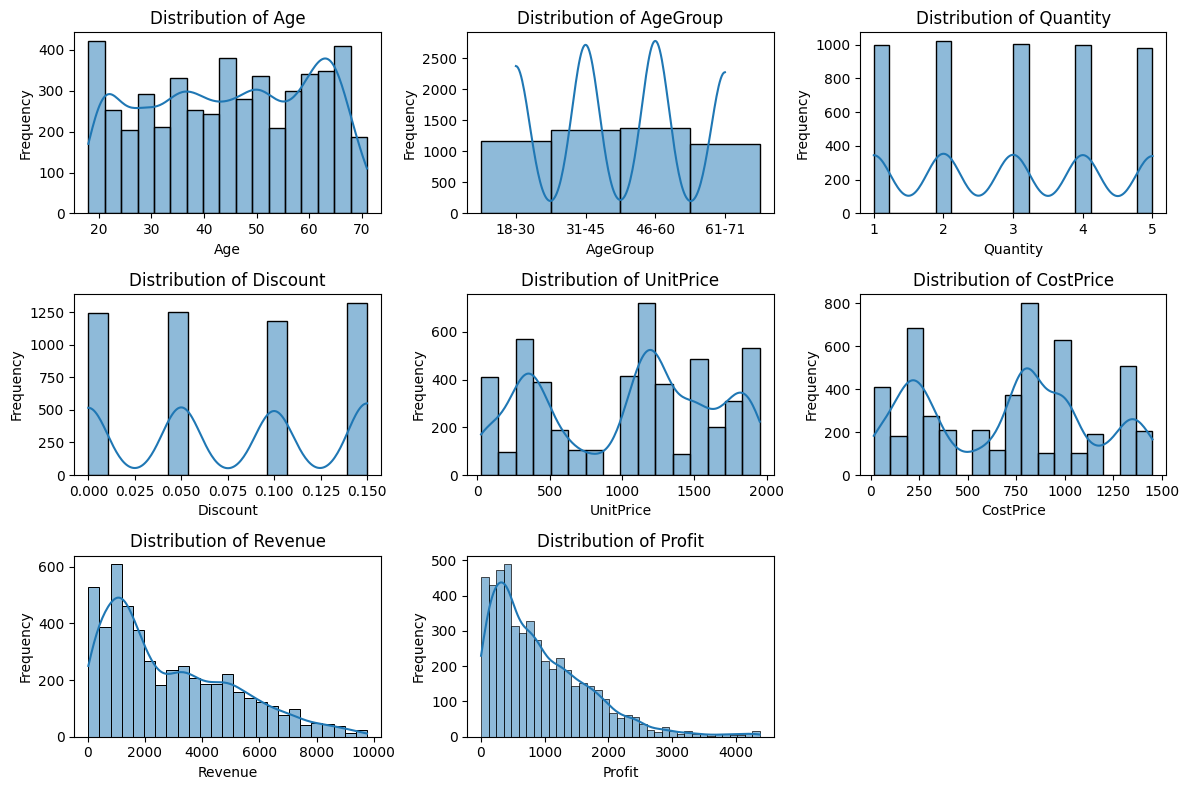 Distribution of Age
Frequency
400
300
200
100
0
20 30 40 50 60 70
Age
Distribution of AgeGroup
Frequency
2500
2000
1500
1000
500
0
18-30 31-45 46-60 61-71
AgeGroup
Distribution of Quantity
Frequency
1000
800
600
400
200
0
1 2 3 4 5
Quantity
Distribution of Discount
Frequency
1250
1000
750
500
250
0
0.000 0.025 0.050 0.075 0.100 0.125 0.150
Discount
Distribution of UnitPrice
Frequency
600
400
200
0
0 500 1000 1500 2000
UnitPrice
Distribution of CostPrice
Frequency
800
600
400
200
0
0 250 500 750 1000 1250 1500
CostPrice
Distribution of Revenue
Frequency
600
400
200
0
0 2000 4000 6000 8000 10000
Revenue
Distribution of Profit
Frequency
500
400
300
200
100
0
0 1000 2000 3000 4000
Profit